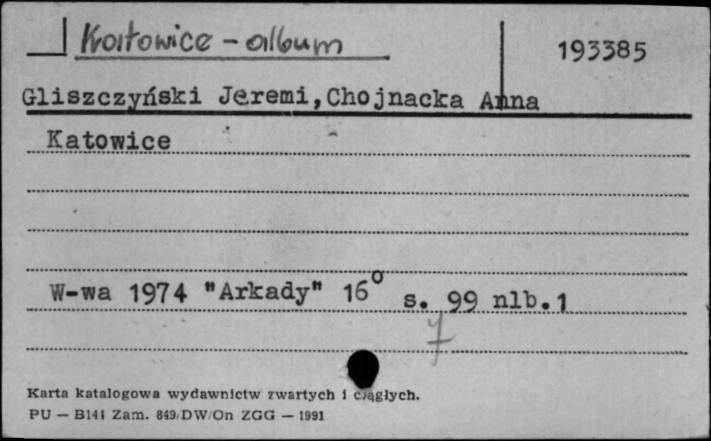 Katowice - album
193385
Gliszczyński Jeremi,Chojnacka Anna
Katowice
W-wa 1974 "Arkady" 16° s. 99 nlb.1
7
Karta katalogowa wydawnictw zwartych i ciągłych.
PU — B141 Zam. 849/DW/On ZGG — 1991